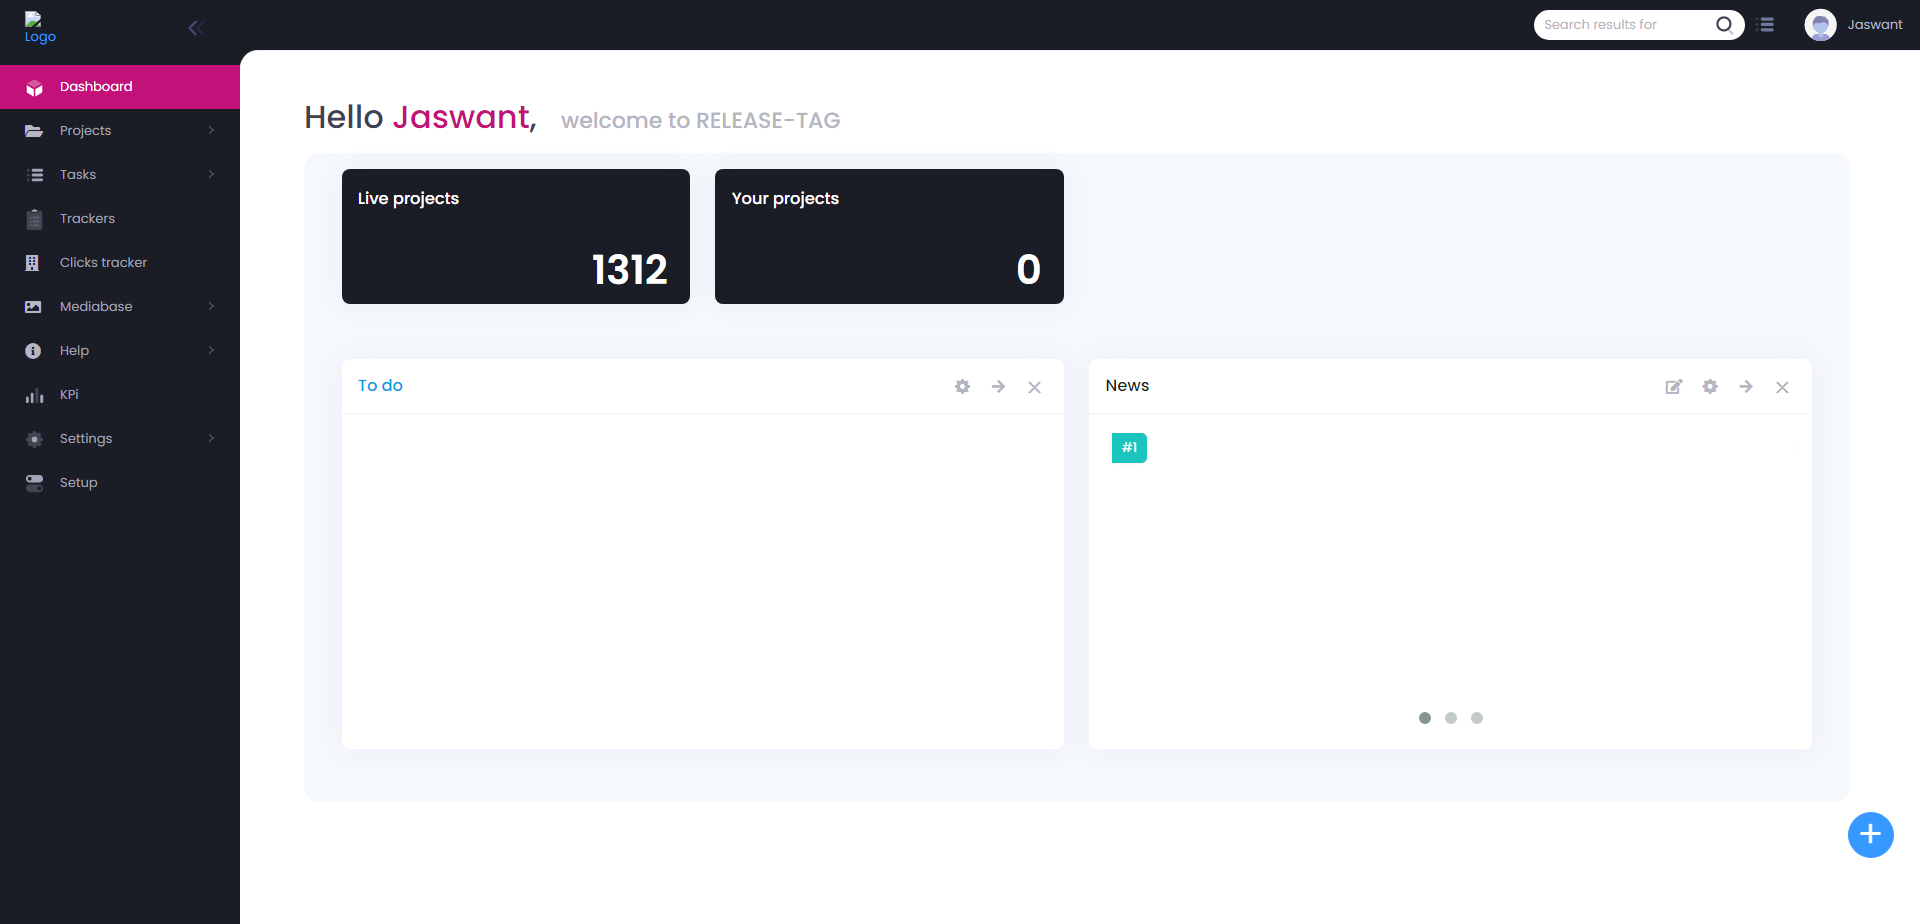 Logo
Search results for
Jaswant
Dashboard
Projects
Tasks
Trackers
Clicks tracker
Mediabase
Help
KPi
Settings
Setup
Hello Jaswant, welcome to RELEASE-TAG
Live projects
1312
Your projects
0
To do
News
#1